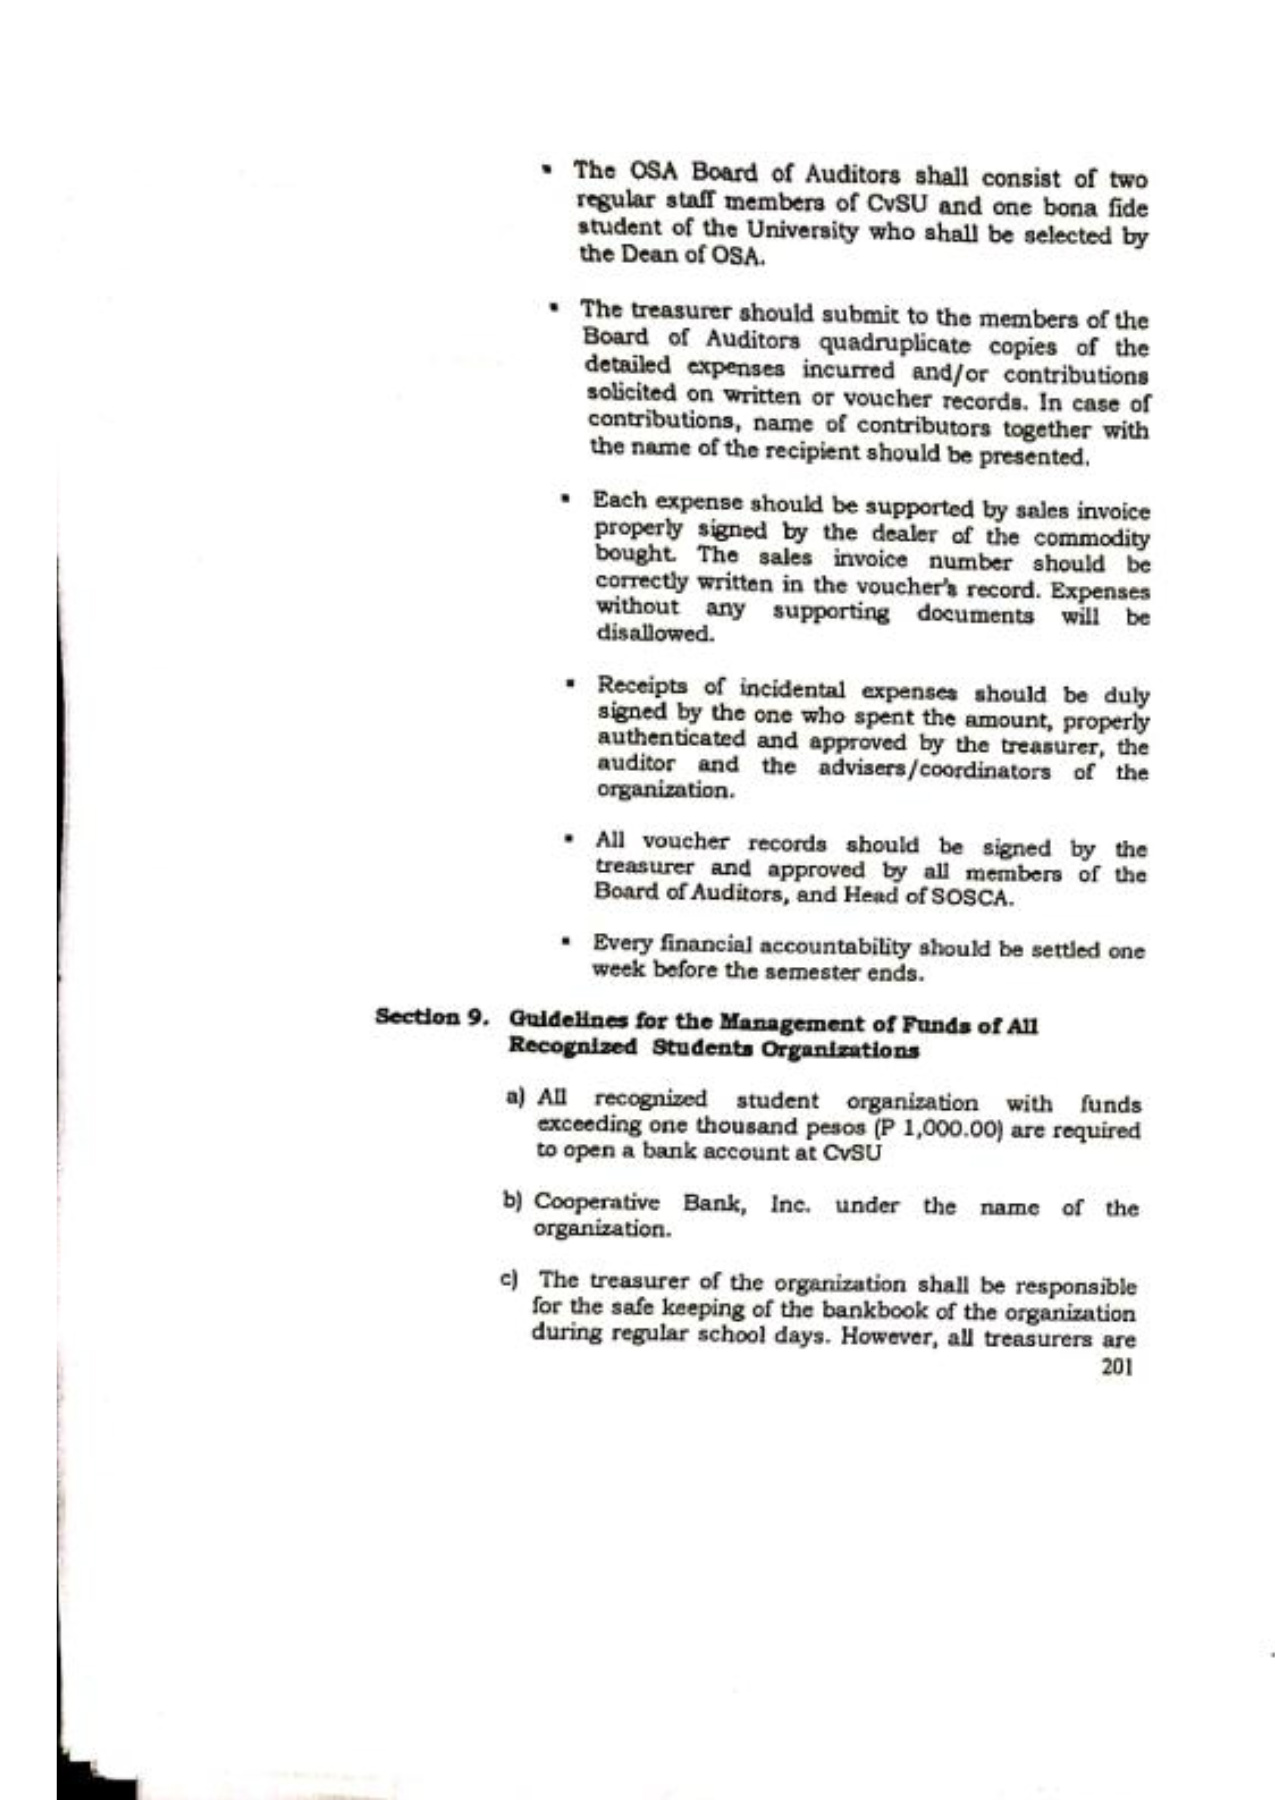 ▪ The OSA Board of Auditors shall consist of two
regular staff members of CvSU and one bona fide
student of the University who shall be selected by
the Dean of OSA.
▪ The treasurer should submit to the members of the
Board of Auditors quadruplicate copies of the
detailed expenses incurred and/or contributions
solicited on written or voucher records. In case of
contributions, name of contributors together with
the name of the recipient should be presented.
▪ Each expense should be supported by sales invoice
properly signed by the dealer of the commodity
bought. The sales invoice number should be
correctly written in the voucher's record. Expenses
without any supporting documents will be
disallowed.
▪ Receipts of incidental expenses should be duly
signed by the one who spent the amount, properly
authenticated and approved by the treasurer, the
auditor and the advisers/coordinators of the
organization.
▪ All voucher records should be signed by the
treasurer and approved by all members of the
Board of Auditors, and Head of SOSCA.
▪ Every financial accountability should be settled one
week before the semester ends.
Section 9. Guidelines for the Management of Funds of All
Recognized Students Organizations
a) All recognized student organization with funds
exceeding one thousand pesos (P 1,000.00) are required
to open a bank account at CvSU
b) Cooperative Bank, Inc. under the name of the
organization.
c) The treasurer of the organization shall be responsible
for the safe keeping of the bankbook of the organization
during regular school days. However, all treasurers are
201